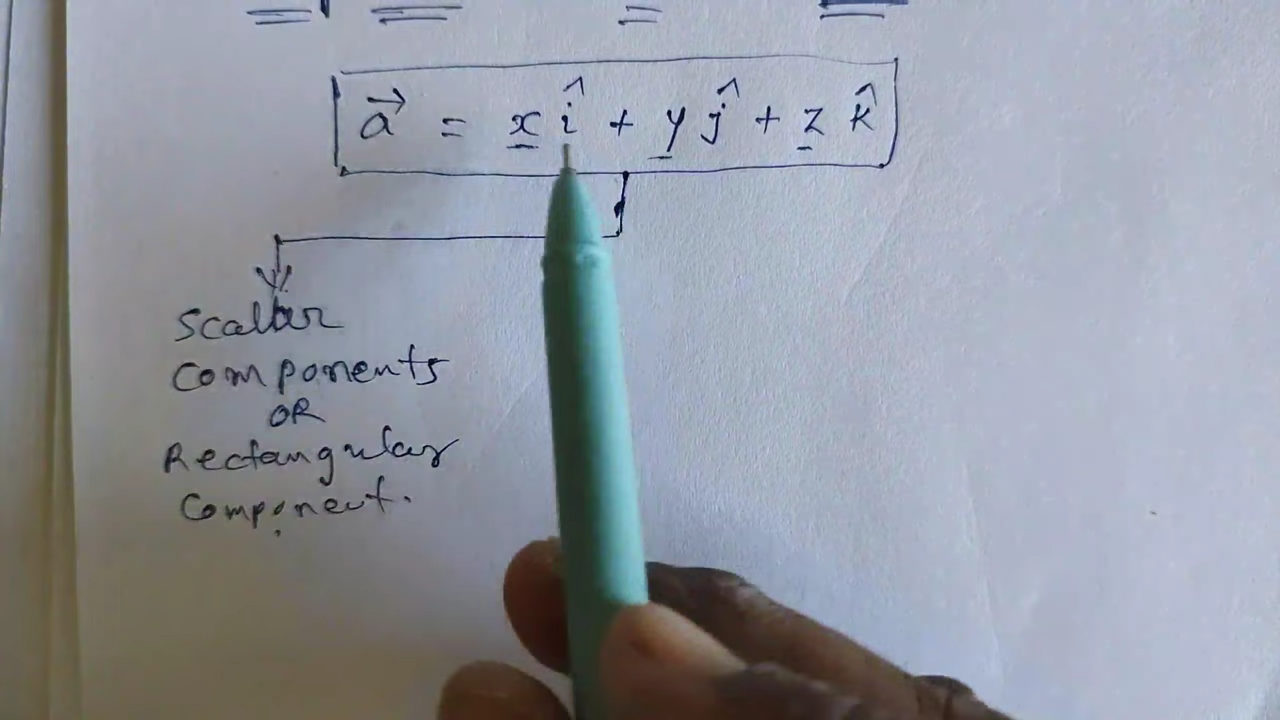 a⃗ = x î + y ĵ + z k̂
Scalar
Components
OR
Rectangular
Component.